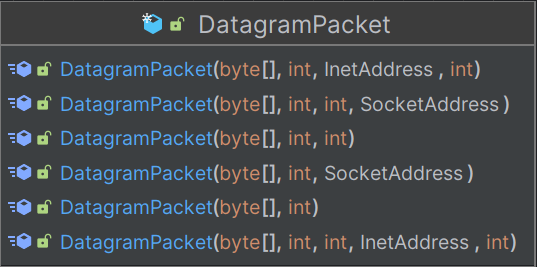 DatagramPacket
DatagramPacket(byte[], int, InetAddress , int)
DatagramPacket(byte[], int, int, SocketAddress )
DatagramPacket(byte[], int, int)
DatagramPacket(byte[], int, SocketAddress )
DatagramPacket(byte[], int)
DatagramPacket(byte[], int, int, InetAddress , int)